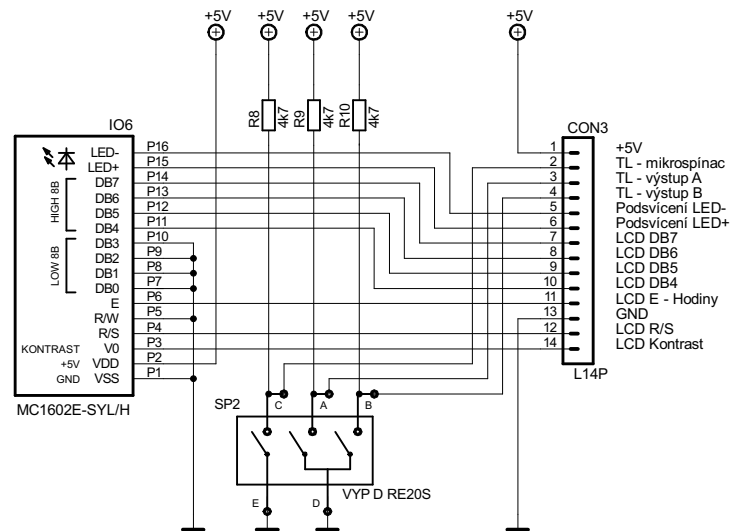 +5V +5V +5V +5V +5V
R8 4k7 R9 4k7 R10 4k7
IO6
LED- P16
LED+ P15
DB7 P14
DB6 P13
DB5 P12
DB4 P11
DB3 P10
DB2 P9
DB1 P8
DB0 P7
E P6
R/W P5
R/S P4
KONTRAST V0 P3
+5V VDD P2
GND VSS P1
HIGH 8B
LOW 8B
MC1602E-SYL/H
CON3
1 +5V
2 TL - mikrospínac
3 TL - výstup A
4 TL - výstup B
5 Podsvícení LED-
6 Podsvícení LED+
7 LCD DB7
8 LCD DB6
9 LCD DB5
10 LCD DB4
11 LCD E - Hodiny
13 GND
12 LCD R/S
14 LCD Kontrast
L14P
SP2
C A B
E D
VYP D RE20S